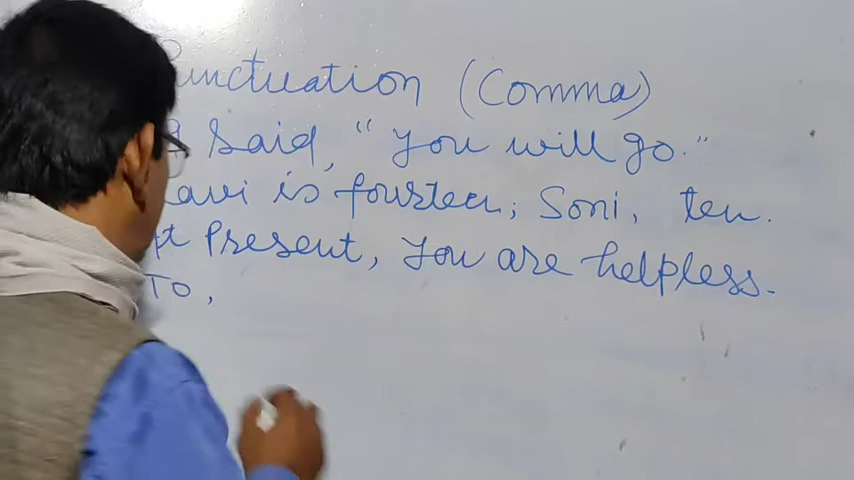 Punctuation (Comma)
said, "You will go."
Ravi is fourteen; Soni, ten.
At Present, You are helpless.
To,